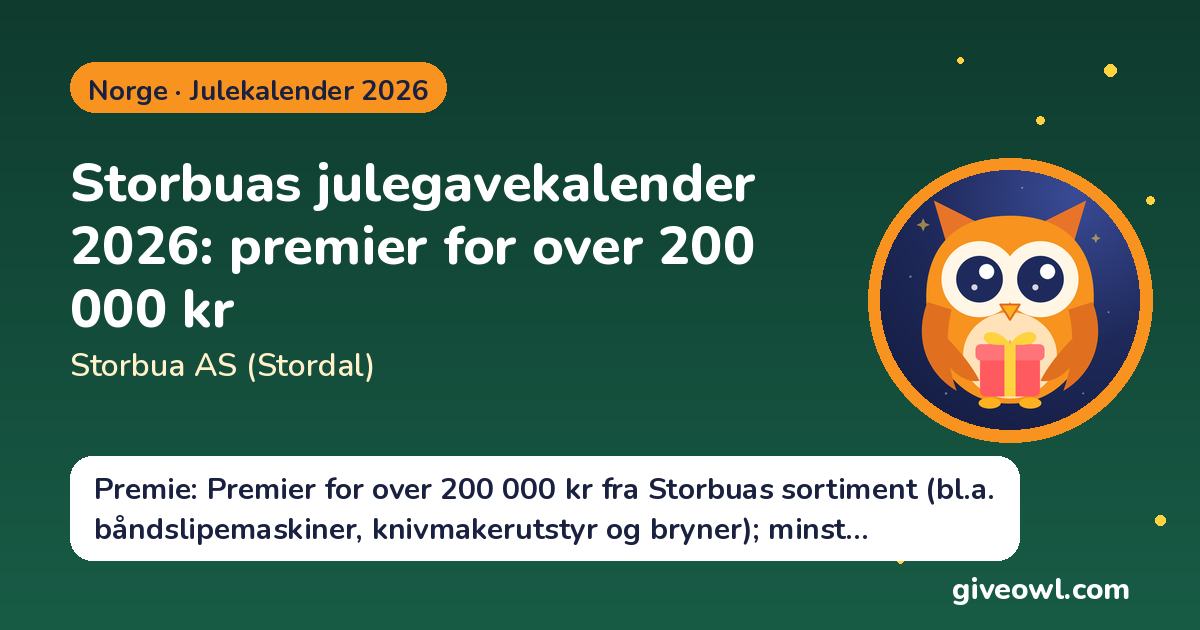 Norge · Julekalender 2026
Storbuas julegavekalender
2026: premier for over 200
000 kr
Storbua AS (Stordal)
Premie: Premier for over 200 000 kr fra Storbuas sortiment (bl.a.
båndslipemaskiner, knivmakerutstyr og bryner); minst...
giveowl.com